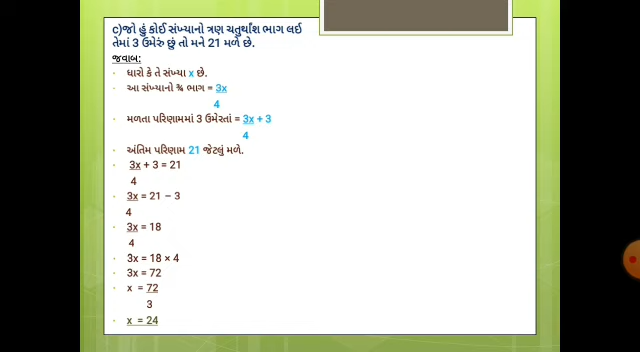 c)જો હું કોઈ સંખ્યાનો ત્રણ ચતુર્થાંશ ભાગ લઈ
તેમાં 3 ઉમેરું છું તો મને 21 મળે છે.
જવાબ:
• ધારો કે તે સંખ્યા x છે.
• આ સંખ્યાનો ¾ ભાગ = 3x
4
• મળતા પરિણામમાં 3 ઉમેરતાં = 3x + 3
4
• અંતિમ પરિણામ 21 જેટલું મળે.
• 3x + 3 = 21
4
• 3x = 21 – 3
4
• 3x = 18
4
• 3x = 18 × 4
• 3x = 72
• x = 72
3
• x = 24